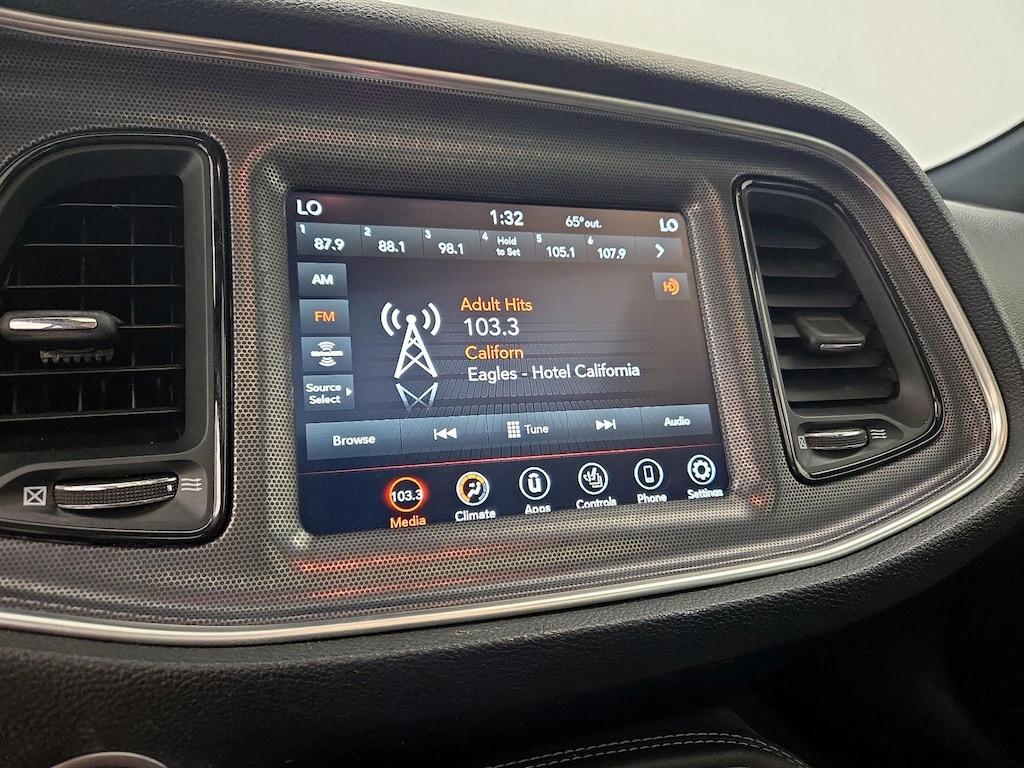 LO 1:32 65°out. LO
1 87.9 2 88.1 3 98.1 4 Hold to Set 5 105.1 6 107.9
AM
FM
SiriusXM
Source
Select
HD
Adult Hits
103.3
Californ
Eagles - Hotel California
Browse Tune Audio
103.3
Media Climate Apps Controls Phone Settings